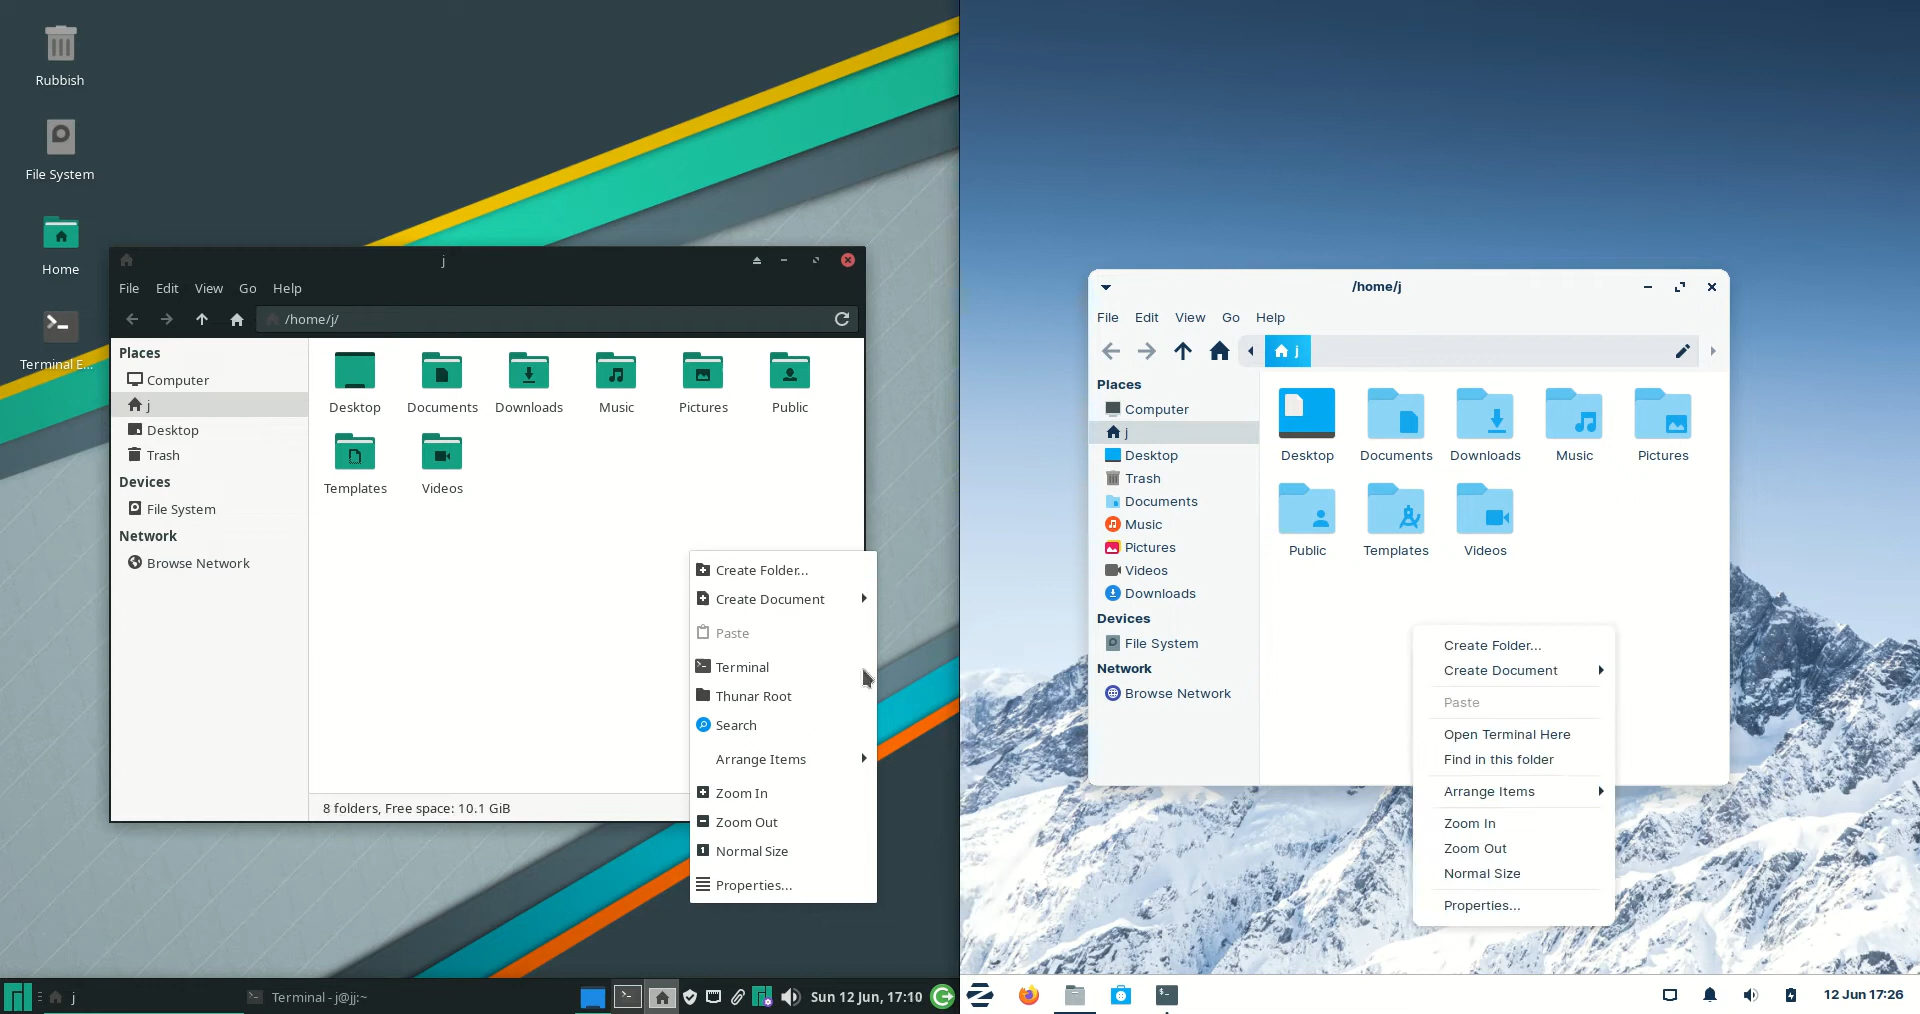 Rubbish
File System
Home
Terminal E...
j
File Edit View Go Help
/home/j/
Places
Computer
j
Desktop
Trash
Devices
File System
Network
Browse Network
Desktop Documents Downloads Music Pictures Public
Templates Videos
8 folders, Free space: 10.1 GiB
Create Folder...
Create Document
Paste
Terminal
Thunar Root
Search
Arrange Items
Zoom In
Zoom Out
Normal Size
Properties...
j
Terminal - j@jj:~
Sun 12 Jun, 17:10
/home/j
File Edit View Go Help
j
Places
Computer
j
Desktop
Trash
Documents
Music
Pictures
Videos
Downloads
Devices
File System
Network
Browse Network
Desktop Documents Downloads Music Pictures
Public Templates Videos
Create Folder...
Create Document
Paste
Open Terminal Here
Find in this folder
Arrange Items
Zoom In
Zoom Out
Normal Size
Properties...
12 Jun 17:26